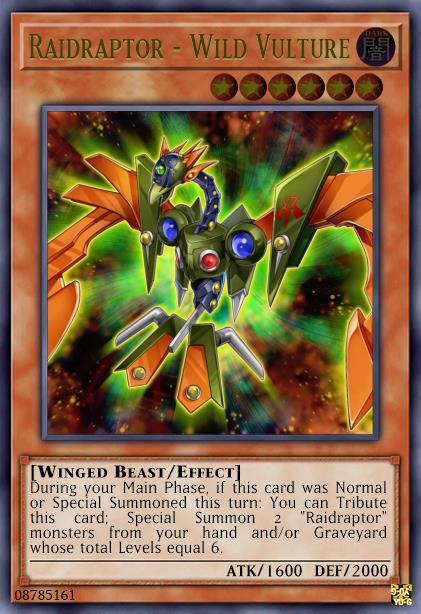 RAIDRAPTOR - WILD VULTURE
DARK
闇
[WINGED BEAST/EFFECT]
During your Main Phase, if this card was Normal
or Special Summoned this turn: You can Tribute
this card; Special Summon 2 "Raidraptor"
monsters from your hand and/or Graveyard
whose total Levels equal 6.
ATK/1600 DEF/2000
08785161